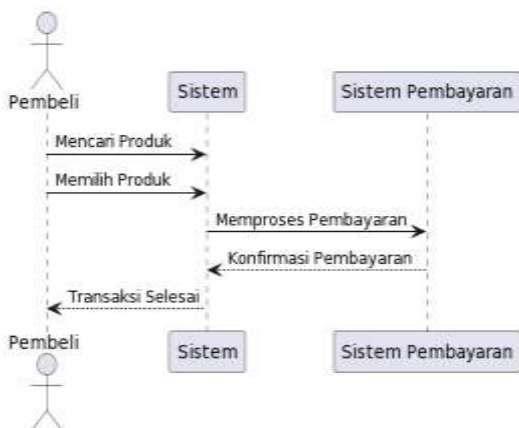 Pembeli
Sistem
Sistem Pembayaran
Mencari Produk
Memilih Produk
Memproses Pembayaran
Konfirmasi Pembayaran
Transaksi Selesai
Pembeli
Sistem
Sistem Pembayaran